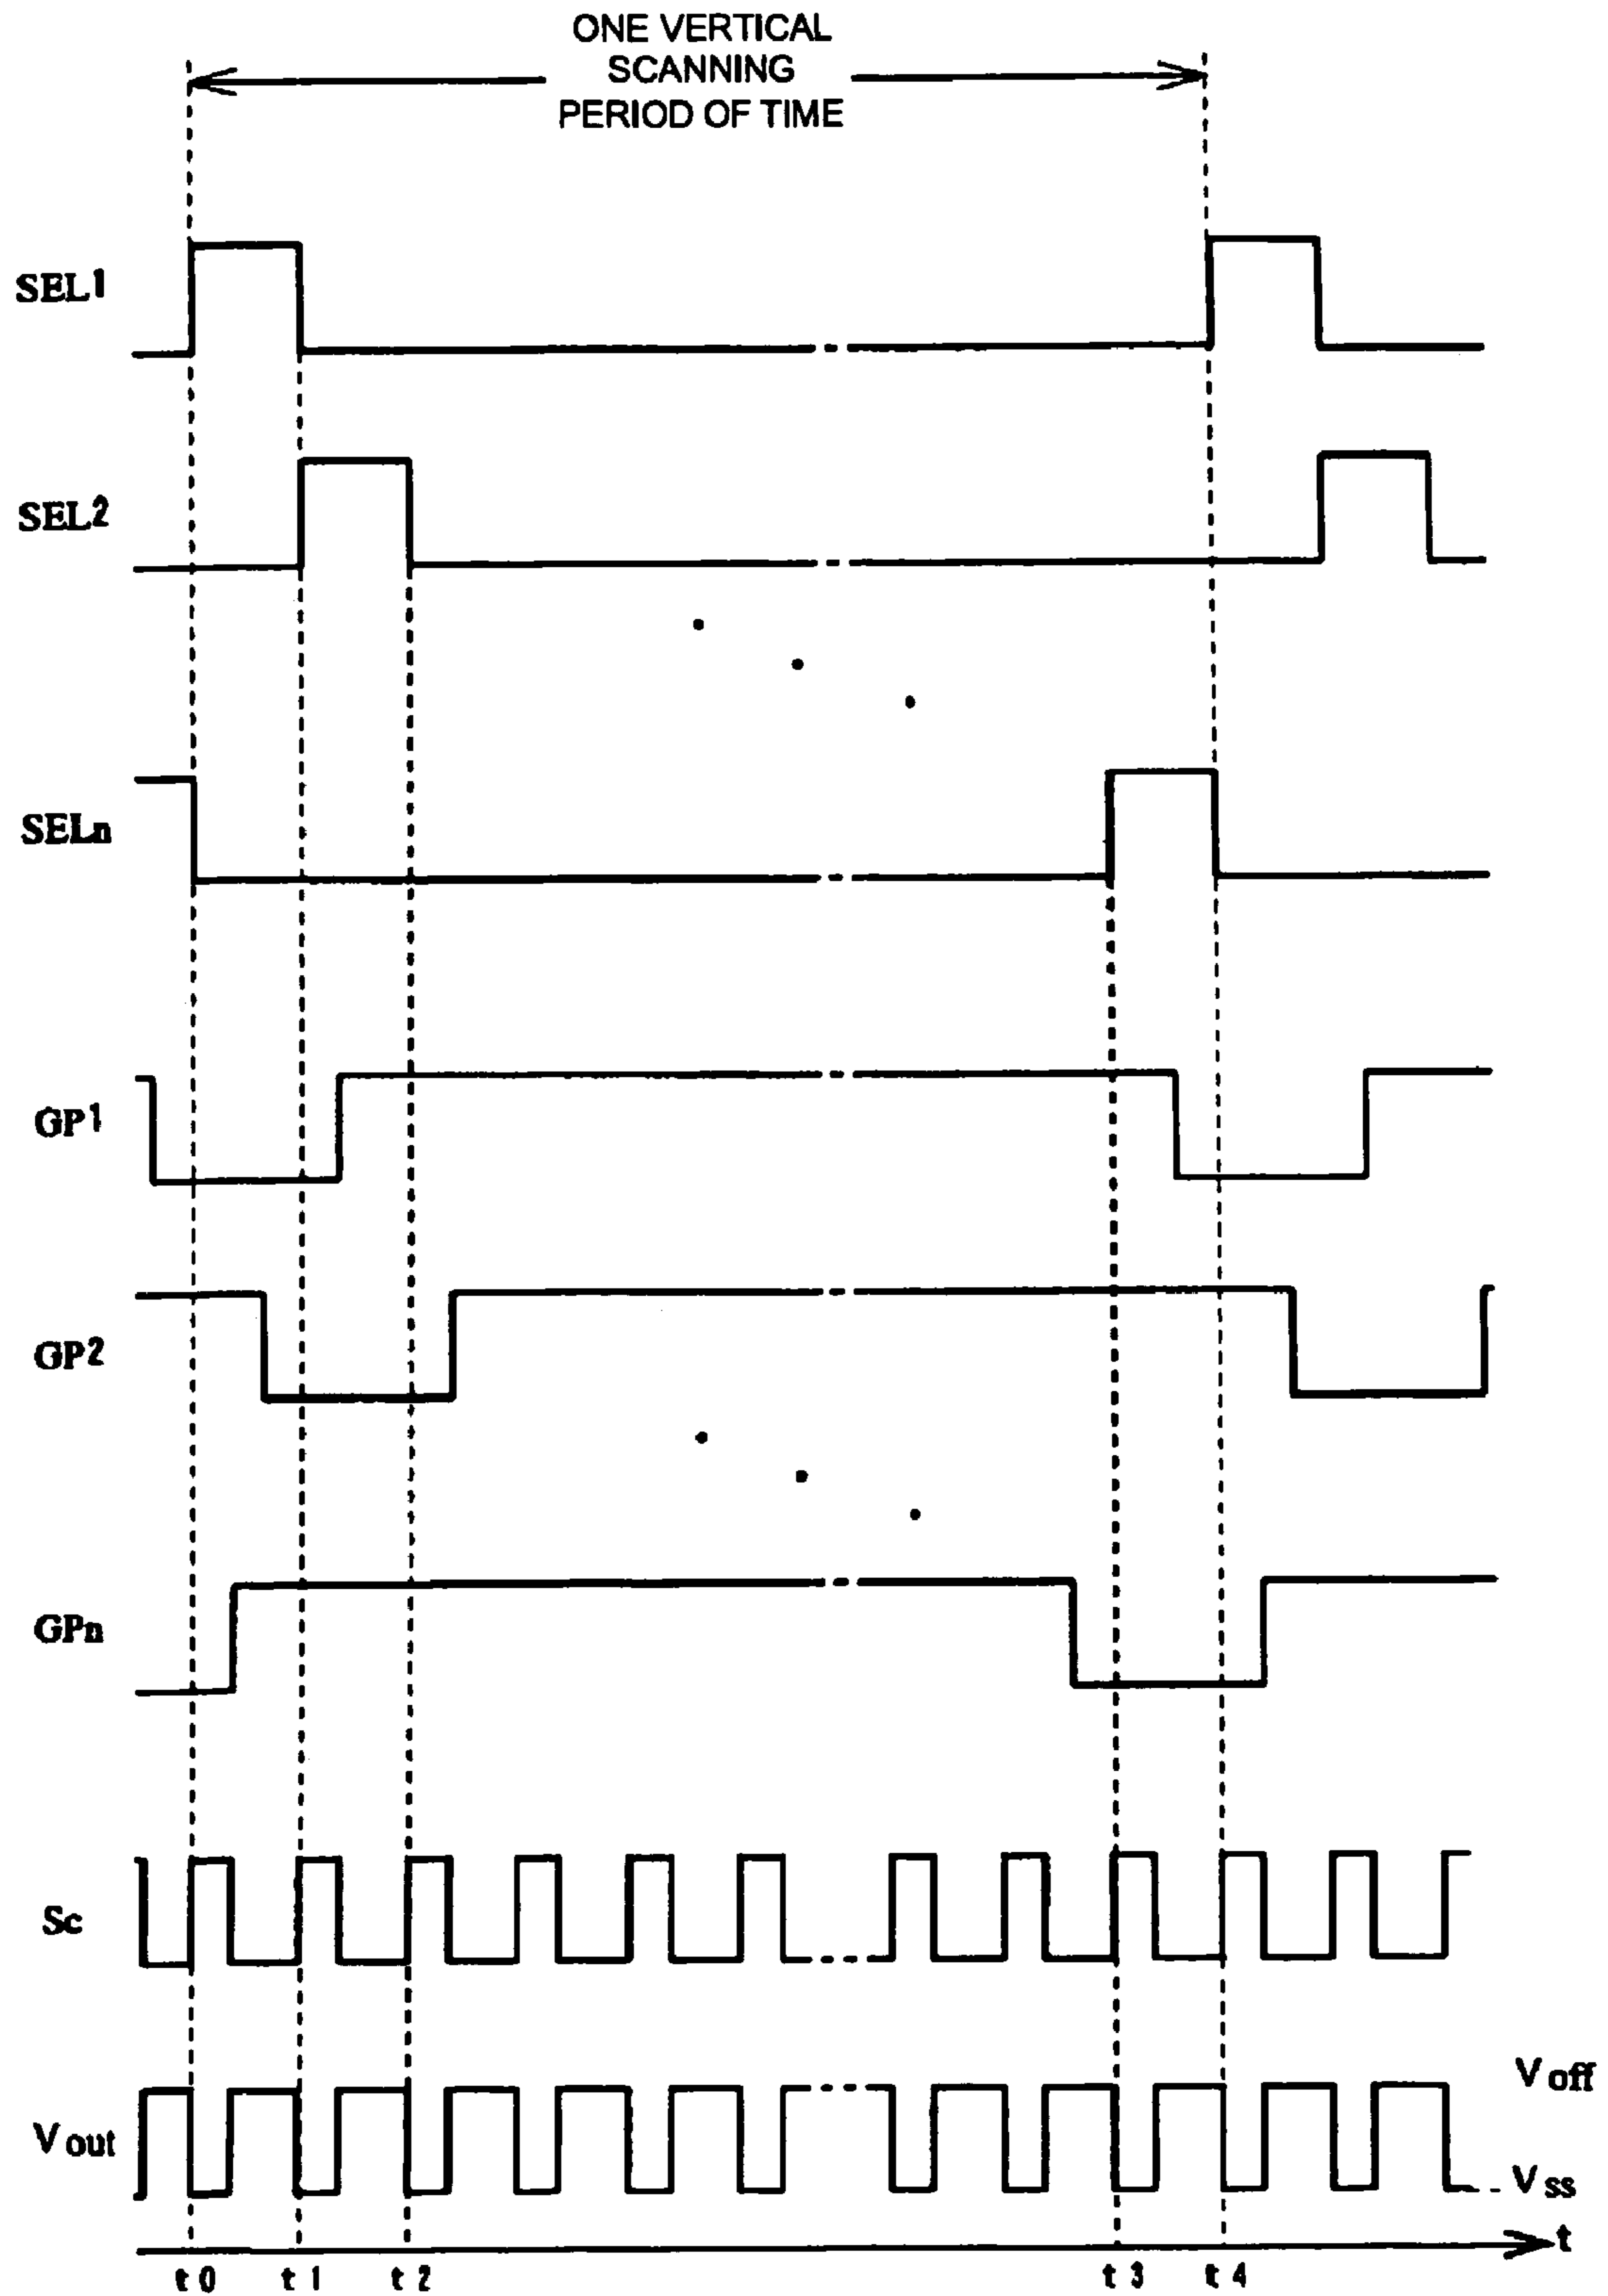 ONE VERTICAL
SCANNING
PERIOD OF TIME
SEL1
SEL2
SELn
GP1
GP2
GPn
Sc
Voff
Vout
Vss
t
t0 t1 t2 t3 t4